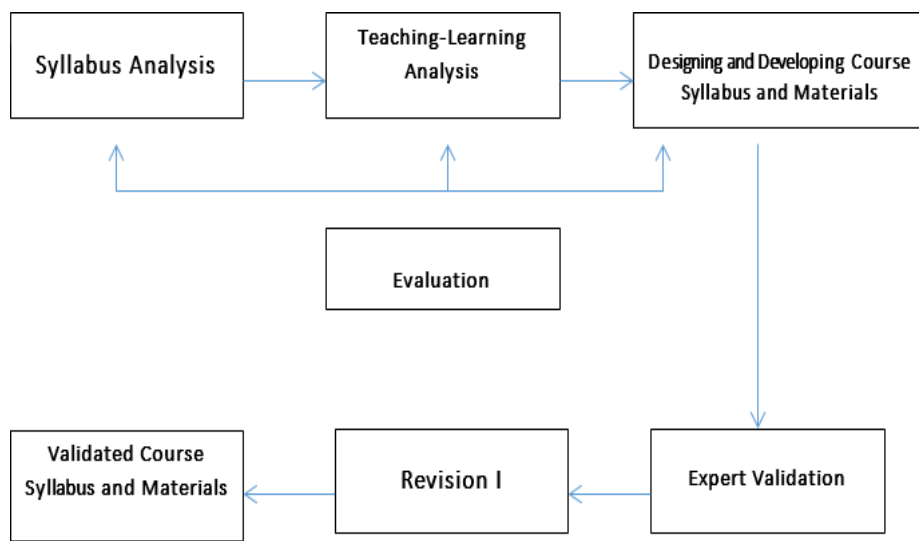 Syllabus Analysis
Teaching-Learning
Analysis
Designing and Developing Course
Syllabus and Materials
Evaluation
Validated Course
Syllabus and Materials
Revision I
Expert Validation